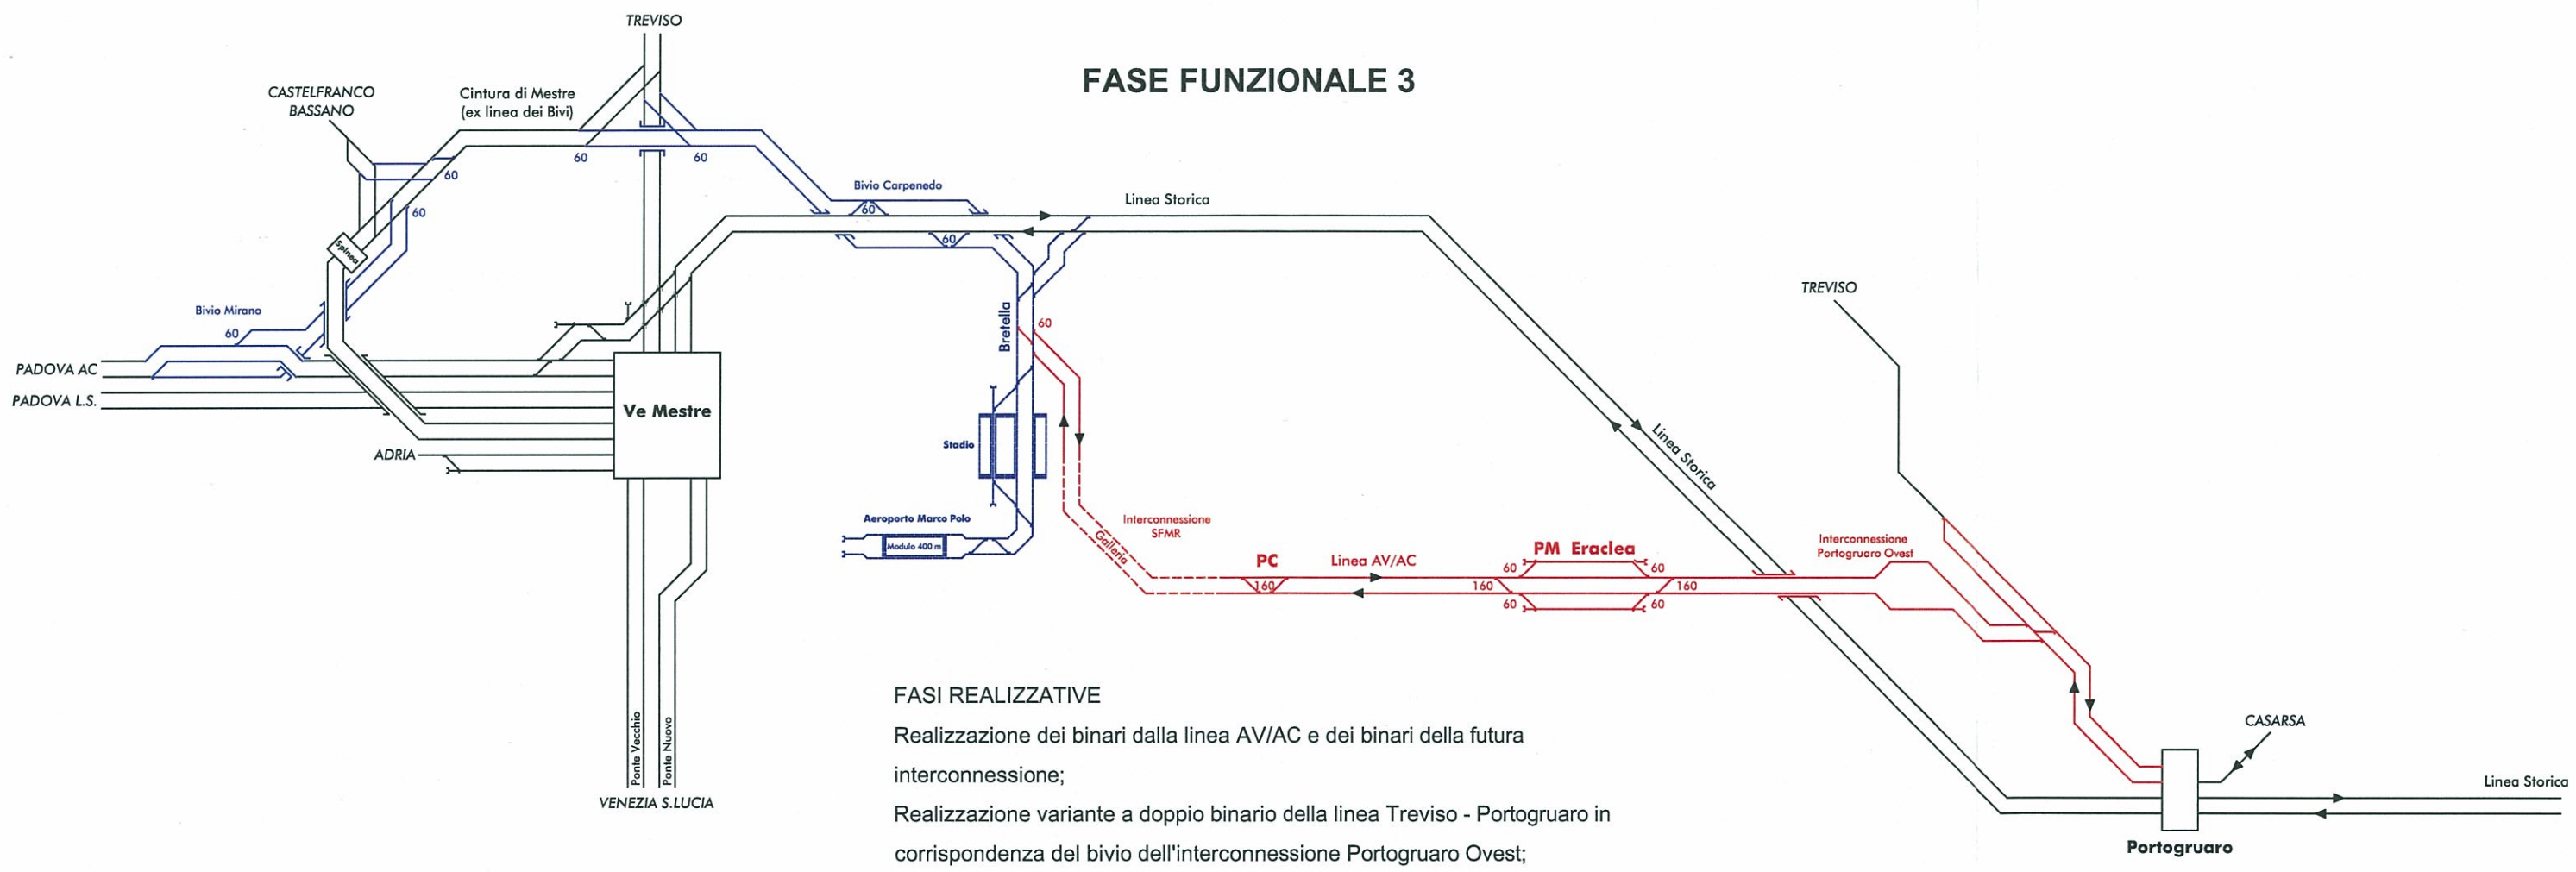 TREVISO
FASE FUNZIONALE 3
CASTELFRANCO
BASSANO
Cintura di Mestre
(ex linea dei Bivi)
60
60
60
60
Bivio Carpenedo
60
60
Linea Storica
Spinea
Bivio Mirano
60
PADOVA AC
PADOVA L.S.
Ve Mestre
ADRIA
Bretella
60
Stadio
Aeroporto Marco Polo
Modulo 400 m
Interconnessione
SFMR
Galleria
PC
160
Linea AV/AC
PM Eraclea
60
60
160
160
60
60
Linea Storica
TREVISO
Interconnessione
Portogruaro Ovest
Ponte Vecchio
Ponte Nuovo
VENEZIA S.LUCIA
FASI REALIZZATIVE
Realizzazione dei binari dalla linea AV/AC e dei binari della futura
interconnessione;
Realizzazione variante a doppio binario della linea Treviso - Portogruaro in
corrispondenza del bivio dell'interconnessione Portogruaro Ovest;
CASARSA
Linea Storica
Portogruaro